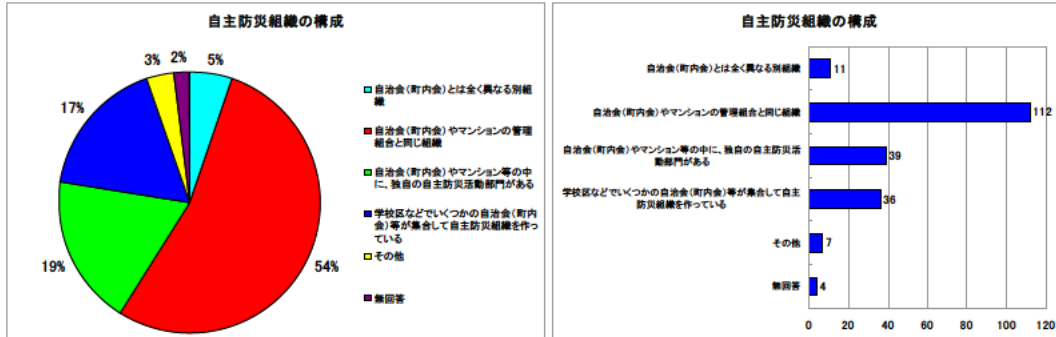 自主防災組織の構成
3%
2%
5%
17%
19%
54%
自治会(町内会)とは全く異なる別組
織
自治会(町内会)やマンションの管理
組合と同じ組織
自治会(町内会)やマンション等の中
に、独自の自主防災活動部門がある
学校区などでいくつかの自治会(町内
会)等が集合して自主防災組織を作っ
ている
その他
無回答
自主防災組織の構成
自治会(町内会)とは全く異なる別組織
11
自治会(町内会)やマンションの管理組合と同じ組織
112
自治会(町内会)やマンション等の中に、独自の自主防災活
動部門がある
39
学校区などでいくつかの自治会(町内会)等が集合して自主
防災組織を作っている
36
その他
7
無回答
4
0 20 40 60 80 100 120